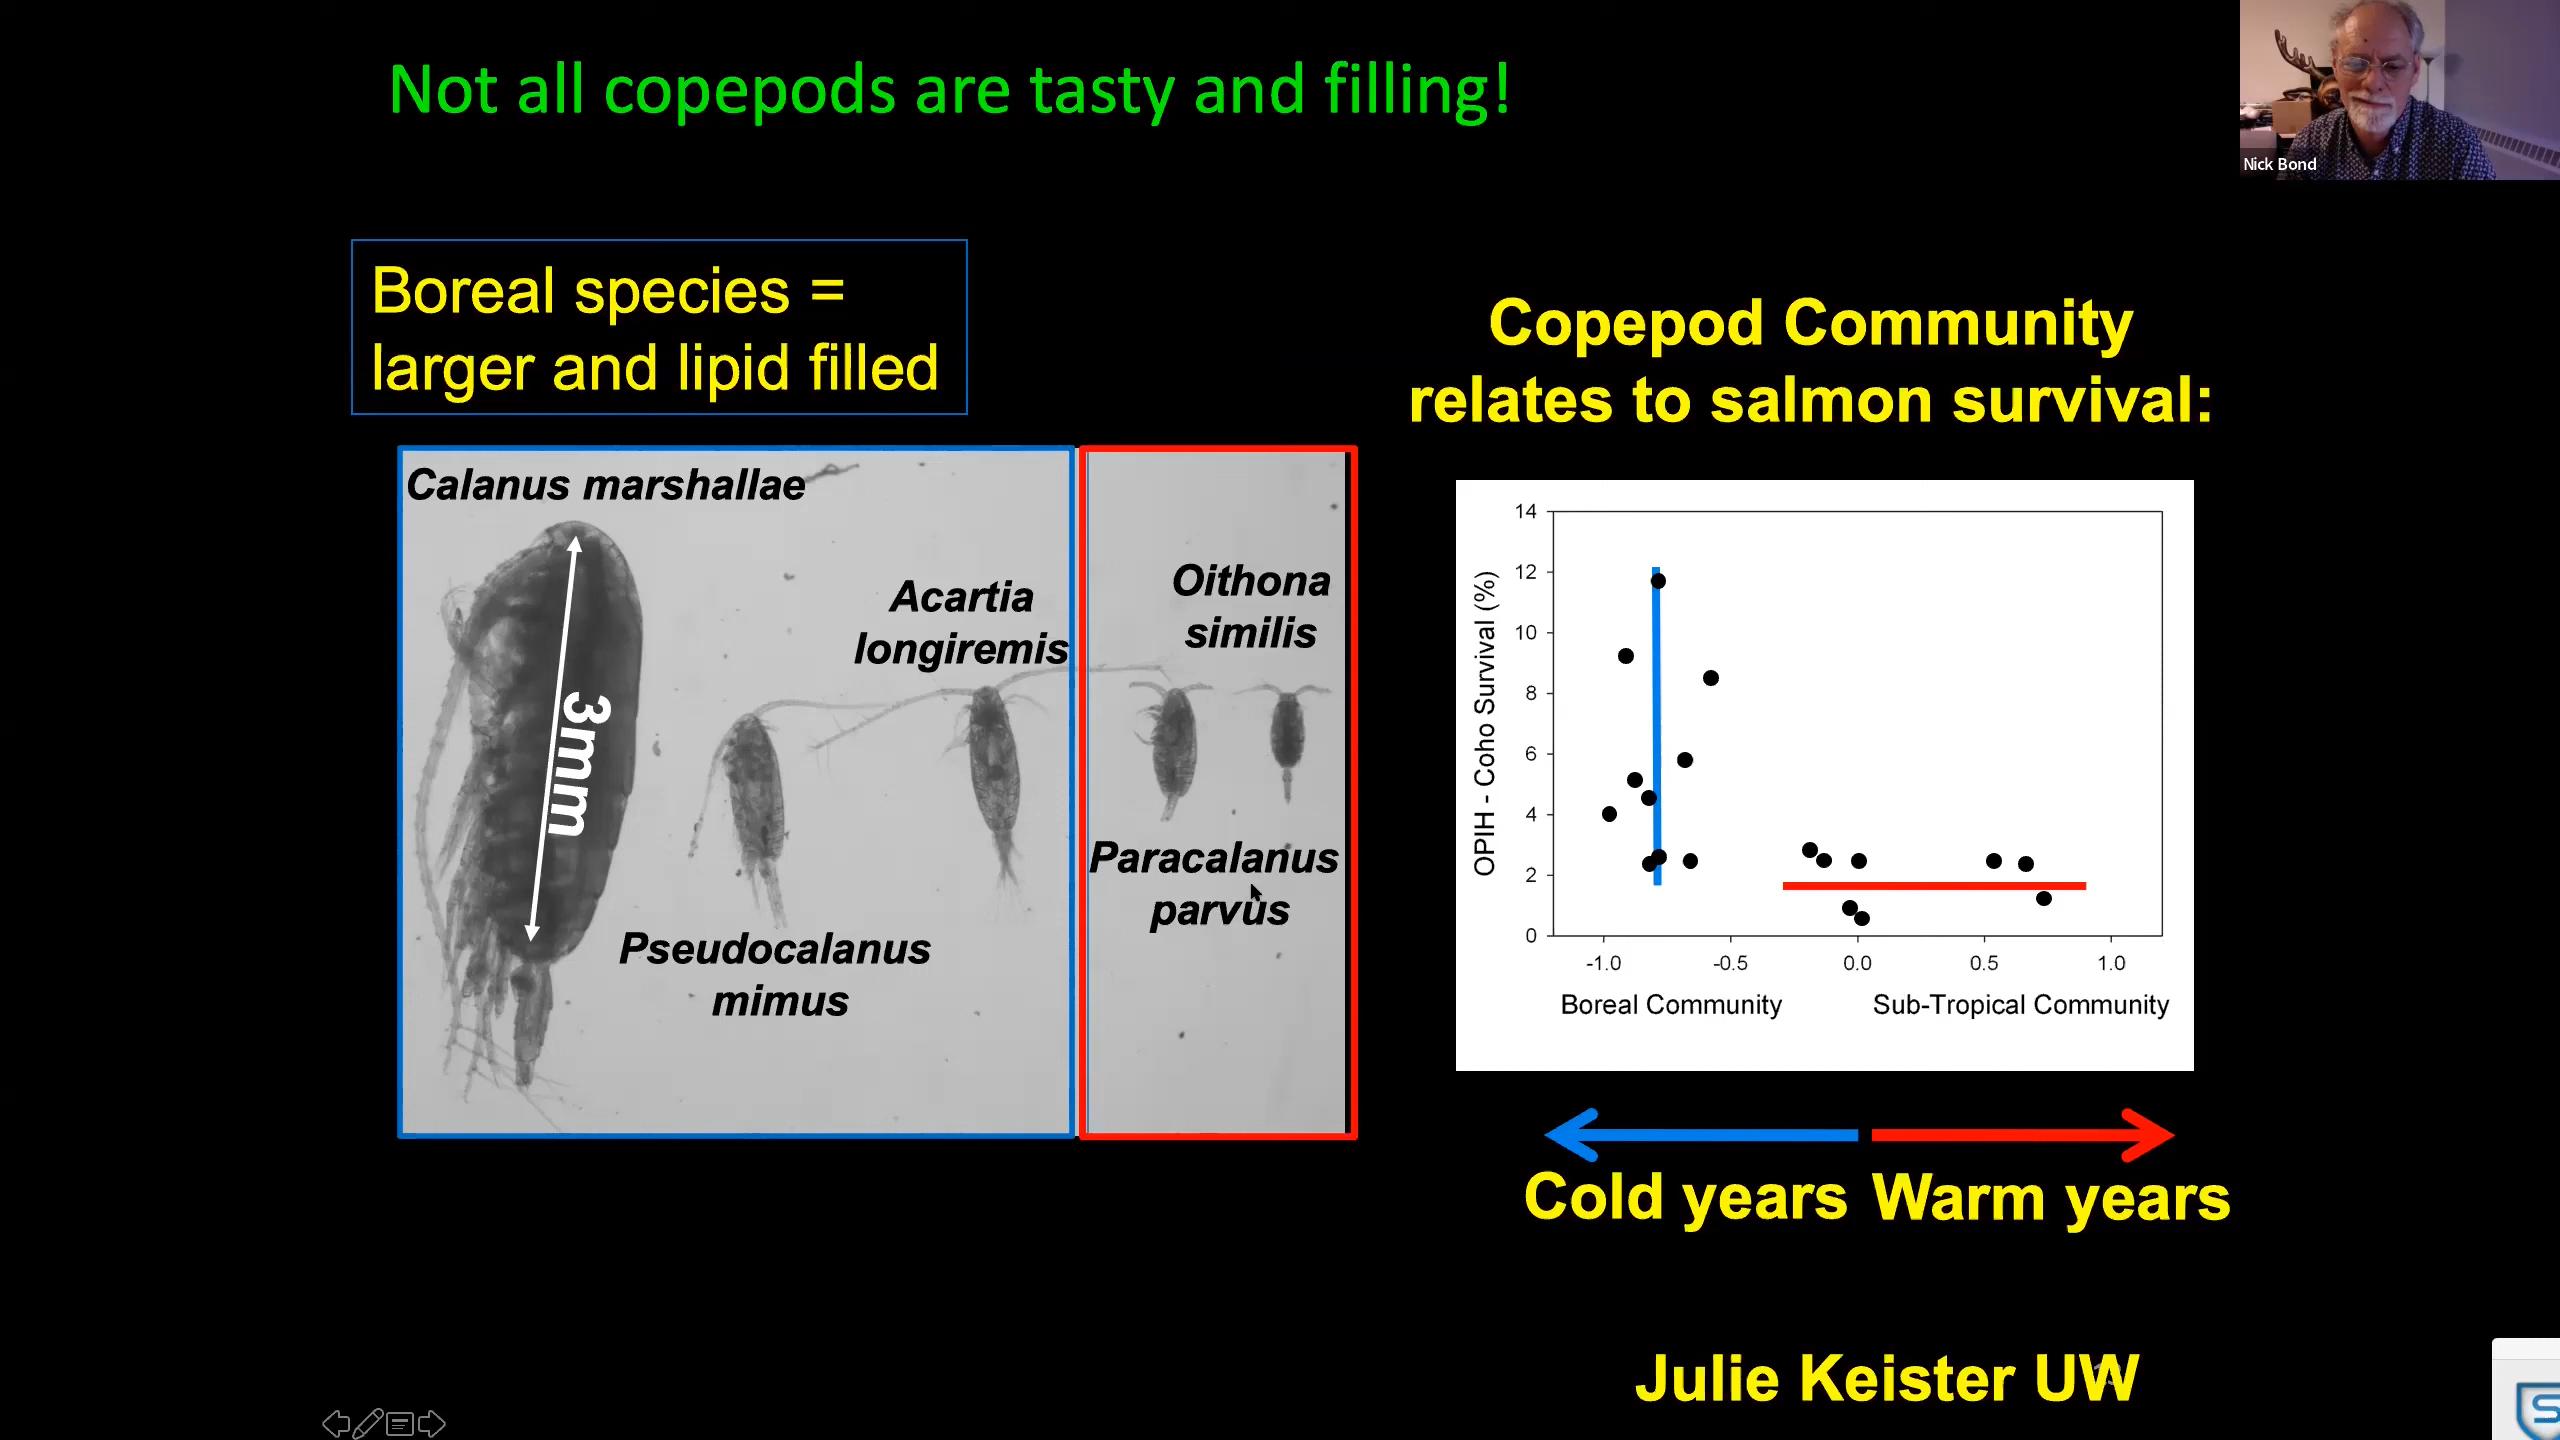 Not all copepods are tasty and filling!
Nick Bond
Boreal species =
larger and lipid filled
Copepod Community
relates to salmon survival:
Calanus marshallae
3mm
Acartia
longiremis
Oithona
similis
Paracalanus
parvus
Pseudocalanus
mimus
OPIH - Coho Survival (%)
14
12
10
8
6
4
2
0
-1.0 -0.5 0.0 0.5 1.0
Boreal Community Sub-Tropical Community
Cold years Warm years
Julie Keister UW
S